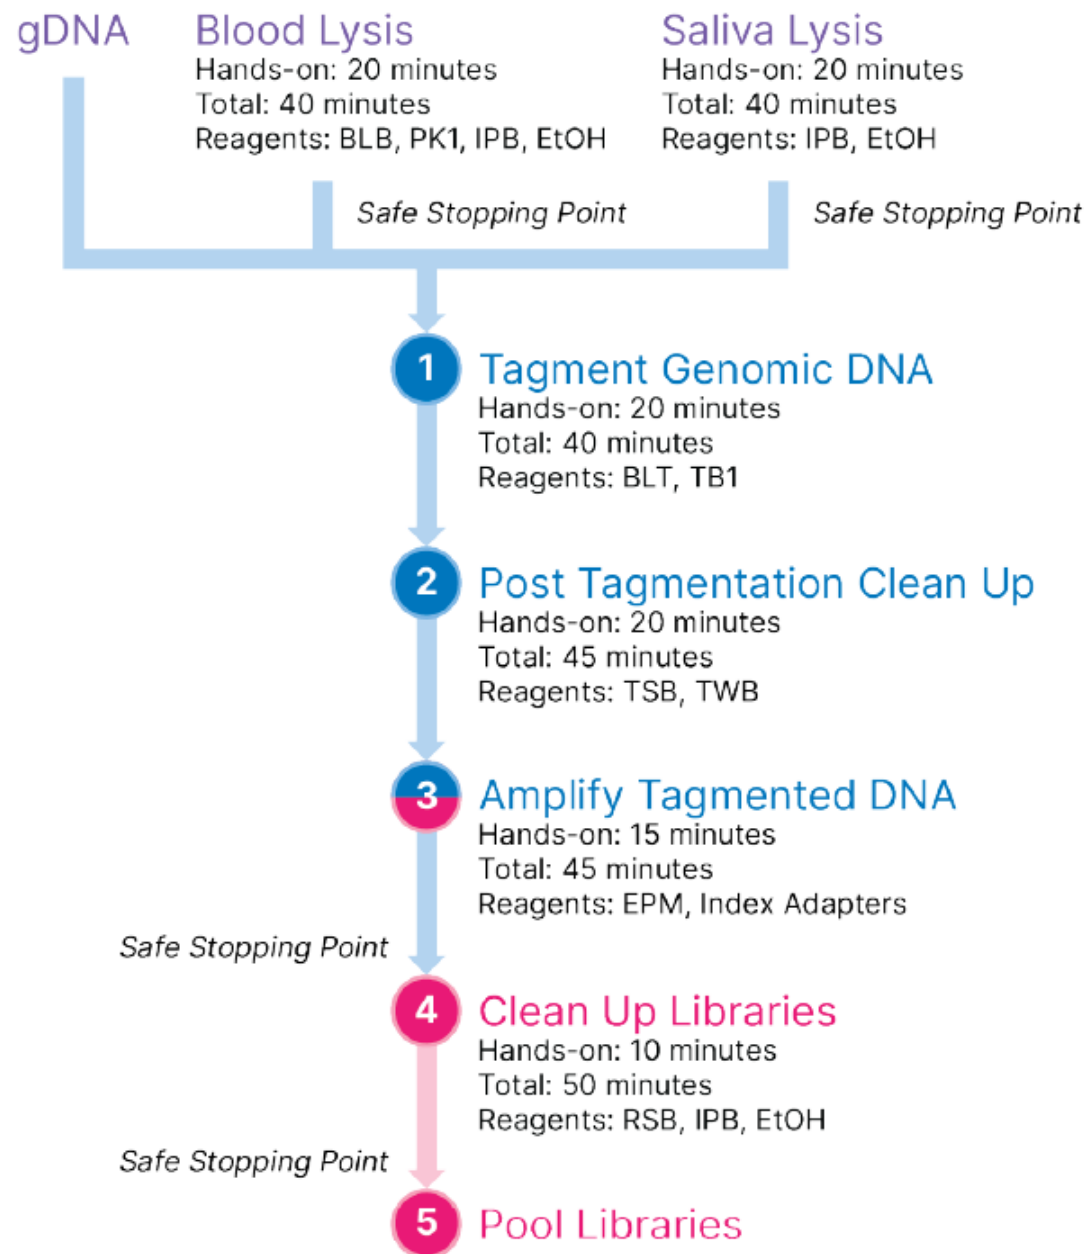 gDNA
Blood Lysis
Hands-on: 20 minutes
Total: 40 minutes
Reagents: BLB, PK1, IPB, EtOH
Safe Stopping Point
Saliva Lysis
Hands-on: 20 minutes
Total: 40 minutes
Reagents: IPB, EtOH
Safe Stopping Point
1 Tagment Genomic DNA
Hands-on: 20 minutes
Total: 40 minutes
Reagents: BLT, TB1
2 Post Tagmentation Clean Up
Hands-on: 20 minutes
Total: 45 minutes
Reagents: TSB, TWB
3 Amplify Tagmented DNA
Hands-on: 15 minutes
Total: 45 minutes
Reagents: EPM, Index Adapters
Safe Stopping Point
4 Clean Up Libraries
Hands-on: 10 minutes
Total: 50 minutes
Reagents: RSB, IPB, EtOH
Safe Stopping Point
5 Pool Libraries